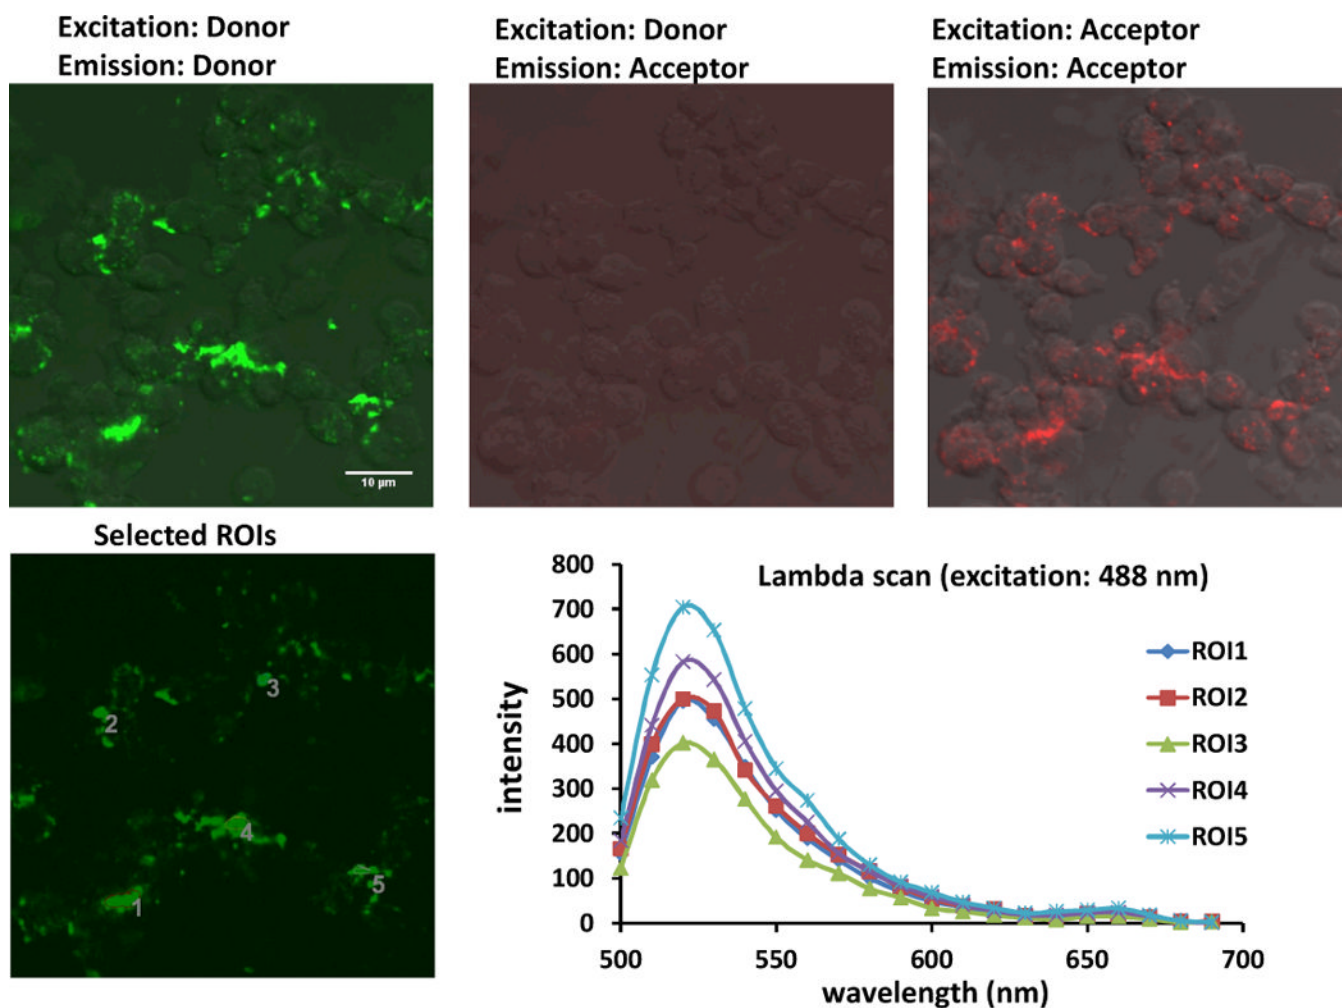 Excitation: Donor
Emission: Donor
Excitation: Donor
Emission: Acceptor
Excitation: Acceptor
Emission: Acceptor
10 µm
Selected ROIs
3
2
4
5
1
Lambda scan (excitation: 488 nm)
800
700
600
500
400
300
200
100
0
intensity
ROI1
ROI2
ROI3
ROI4
ROI5
500
550
600
650
700
wavelength (nm)